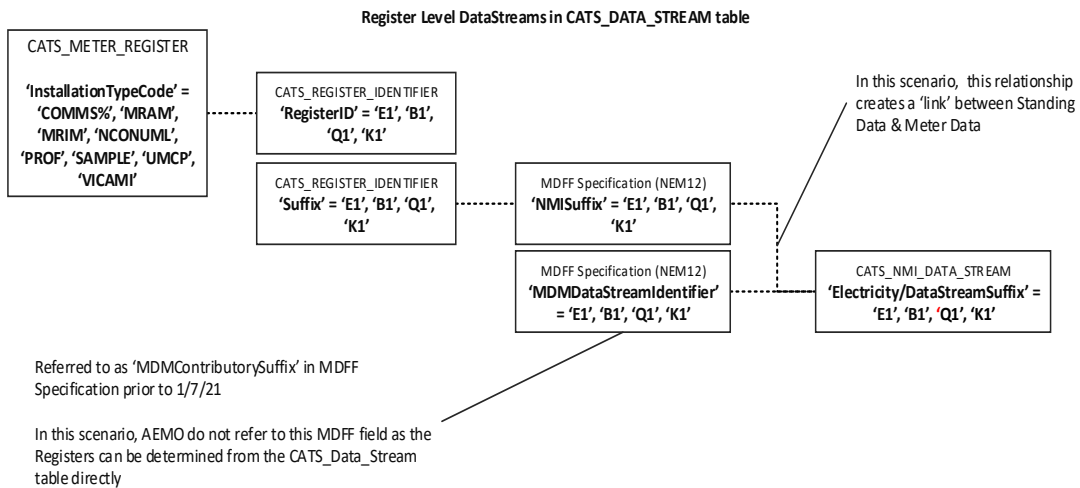 Register Level DataStreams in CATS_DATA_STREAM table
CATS_METER_REGISTER
‘InstallationTypeCode’ =
‘COMMS%’, ‘MRAM’,
‘MRIM’, ‘NCONUML’,
‘PROF’, ‘SAMPLE’, ‘UMCP’,
‘VICAMI’
CATS_REGISTER_IDENTIFIER
‘RegisterID’ = ‘E1’, ‘B1’,
‘Q1’, ‘K1’
CATS_REGISTER_IDENTIFIER
‘Suffix’ = ‘E1’, ‘B1’, ‘Q1’,
‘K1’
MDFF Specification (NEM12)
‘NMISuffix’ = ‘E1’, ‘B1’, ‘Q1’,
‘K1’
MDFF Specification (NEM12)
‘MDMDataStreamIdentifier’
= ‘E1’, ‘B1’, ‘Q1’, ‘K1’
In this scenario, this relationship
creates a ‘link’ between Standing
Data & Meter Data
CATS_NMI_DATA_STREAM
‘Electricity/DataStreamSuffix’ =
‘E1’, ‘B1’, ‘Q1’, ‘K1’
Referred to as ‘MDMContributorySuffix’ in MDFF
Specification prior to 1/7/21
In this scenario, AEMO do not refer to this MDFF field as the
Registers can be determined from the CATS_Data_Stream
table directly